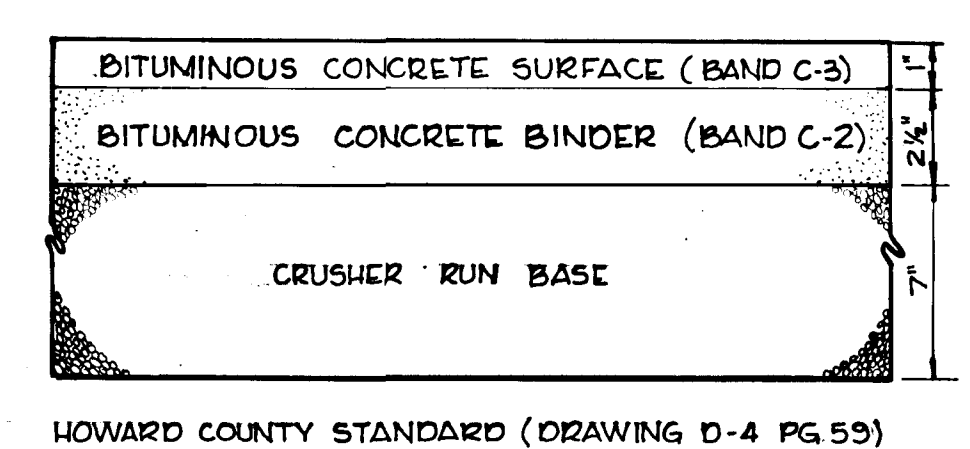 BITUMINOUS CONCRETE SURFACE (BAND C-3)
1"
BITUMINOUS CONCRETE BINDER (BAND C-2)
2½"
CRUSHER RUN BASE
7"
HOWARD COUNTY STANDARD (DRAWING D-4 PG.59)